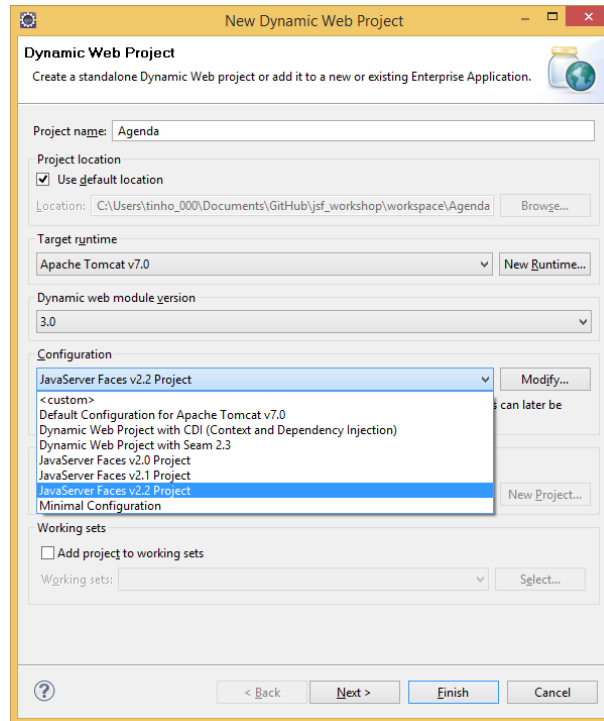 New Dynamic Web Project
Dynamic Web Project
Create a standalone Dynamic Web project or add it to a new or existing Enterprise Application.
Project name: Agenda
Project location
Use default location
Location: C:\Users\tinho_000\Documents\GitHub\jsf_workshop\workspace\Agenda Browse...
Target runtime
Apache Tomcat v7.0 New Runtime...
Dynamic web module version
3.0
Configuration
JavaServer Faces v2.2 Project Modify...
<custom>
s can later be
Default Configuration for Apache Tomcat v7.0
Dynamic Web Project with CDI (Context and Dependency Injection)
Dynamic Web Project with Seam 2.3
JavaServer Faces v2.0 Project
JavaServer Faces v2.1 Project
JavaServer Faces v2.2 Project New Project...
Minimal Configuration
Working sets
Add project to working sets
Working sets: Select...
? < Back Next > Finish Cancel